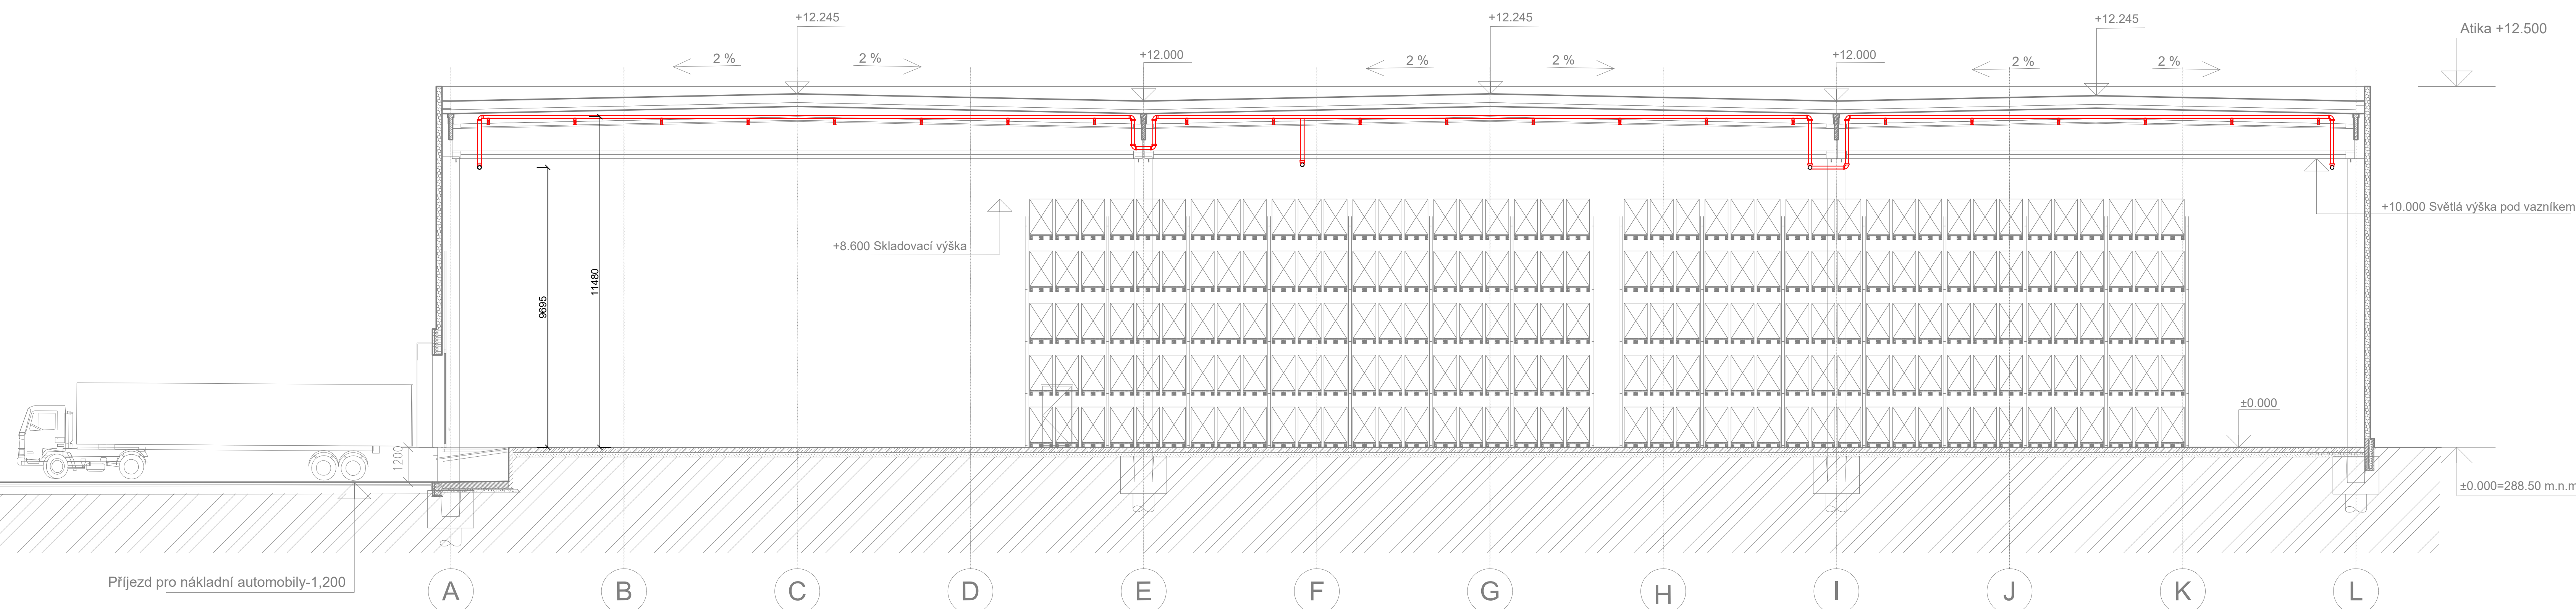 +12.245
+12.245
+12.245
Atika +12.500
2 %
2 %
+12.000
2 %
2 %
+12.000
2 %
2 %
+10.000 Světlá výška pod vazníkem
+8.600 Skladovací výška
11480
9695
±0.000
1200
±0.000=288.50 m.n.m
Příjezd pro nákladní automobily-1,200
A B C D E F G H I J K L